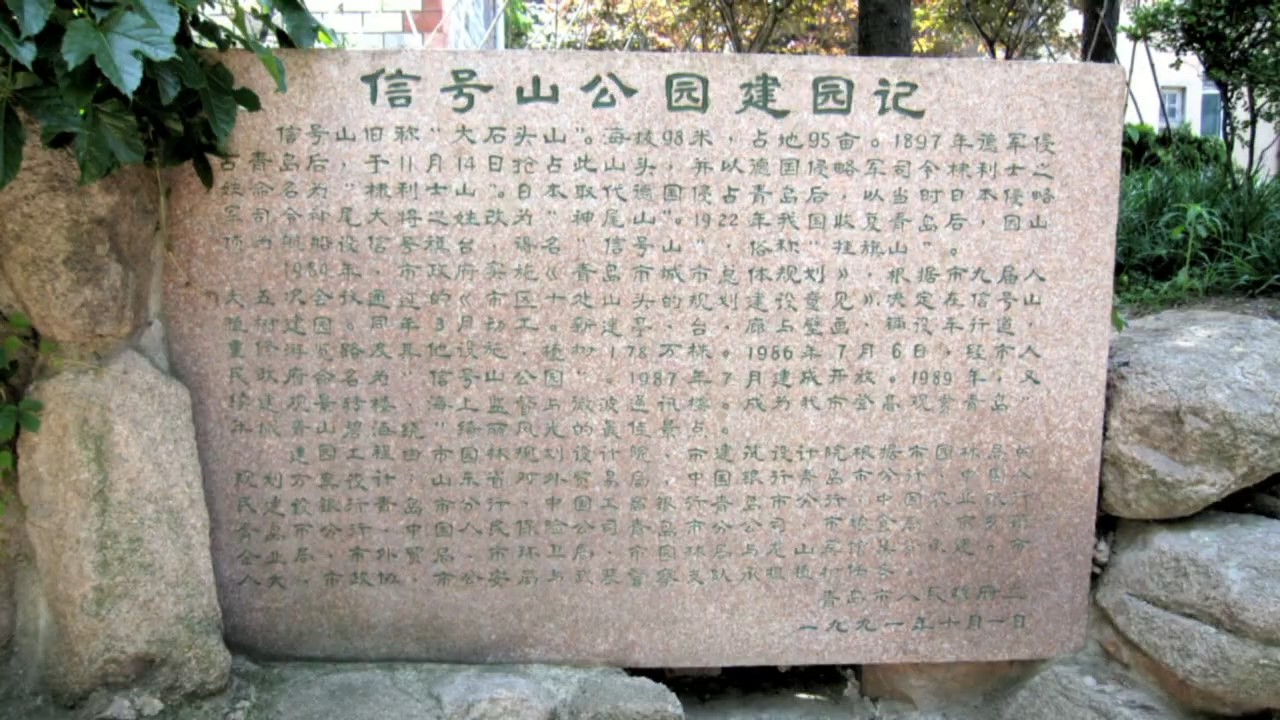 信号山公园建园记
信号山旧称“大石头山”。海拔98米，占地95亩。1897年德军侵
占青岛后，于11月14日抢占此山头，并以德国侵略军司令棣利士之
姓命名为“棣利士山”。日本取代德国侵占青岛后，以当时日本侵略
军司令神尾大将之姓改为“神尾山”。1922年我国收复青岛后，因山
顶为船舶设信号旗台，得名“信号山”，俗称“挂旗山”。
1984年，市政府实施《青岛市城市总体规划》，根据市九届人
大五次会议通过的《市区十处山头的规划建设意见》，决定在信号山
植树建园。同年3月动工。新建亭、台、廊与壁画，铺设车行道，
重修游览路及其他设施，植物178万株。1986年7月6日，经市人
民政府命名为“信号山公园”。1987年7月建成开放。1989年，又
续建观景转楼，海上监督与微波通讯楼。成为我市登高观赏青岛“
青山碧海绕”绮丽风光的最佳景点。
建园工程由市园林规划设计院、市建筑设计院根据市园林局的
规划方案设计，山东省对外贸易局、中国银行青岛市分行、中国人
民建设银行青岛市分行、中国工商银行青岛市分行、中国农业银行
青岛市分行、中国人民保险公司青岛市分公司、市粮食局、市
业局、市外贸局、市环卫局、市园林局与龙山
人大、市政协、市公安局与武装警察支队承担植树任务。
青岛市人民政府立
一九九一年十月一日